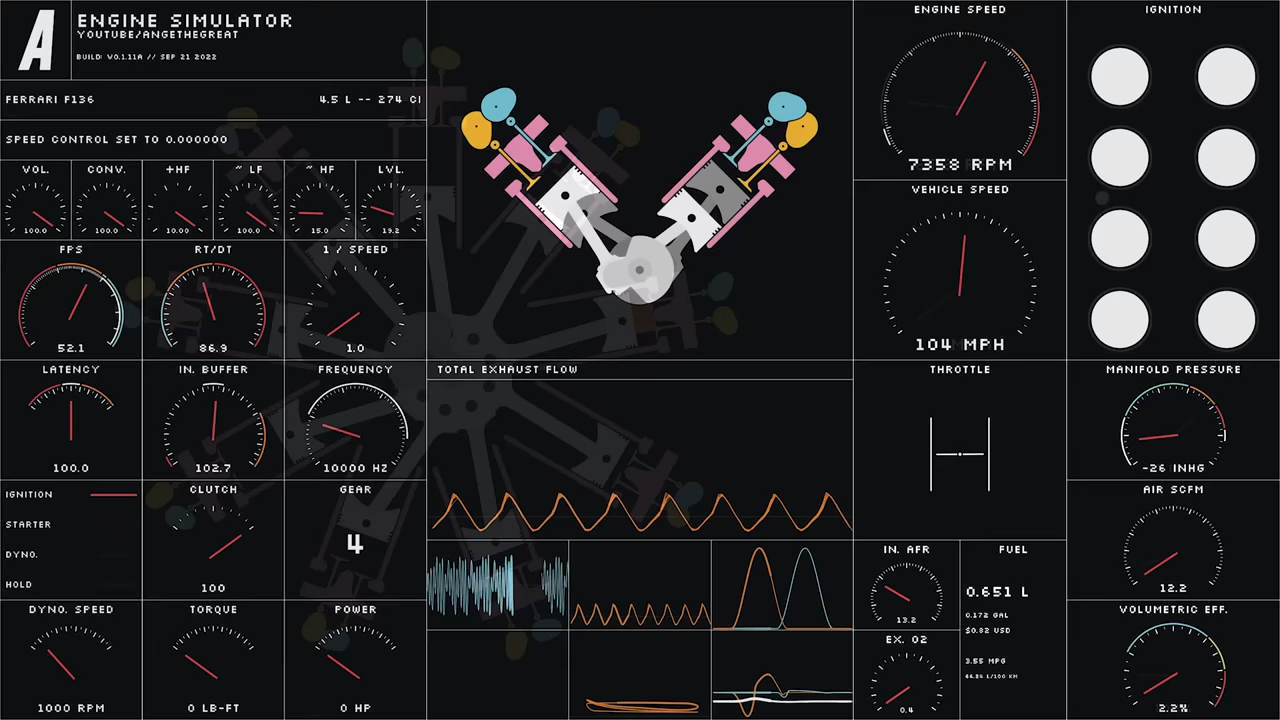 A
ENGINE SIMULATOR
YOUTUBE/ANGETHEGREAT
BUILD: V0.1.11A // SEP 21 2022
FERRARI F136
4.5 L -- 274 CI
SPEED CONTROL SET TO 0.000000
VOL.
100.0
CONV.
100.0
+HF
10.00
~ LF
100.0
~ HF
15.0
LVL.
19.2
FPS
52.1
RT/DT
86.9
1 / SPEED
1.0
LATENCY
100.0
IN. BUFFER
102.7
FREQUENCY
10000 HZ
IGNITION
STARTER
DYNO.
HOLD
CLUTCH
100
GEAR
4
DYNO. SPEED
1000 RPM
TORQUE
0 LB-FT
POWER
0 HP
TOTAL EXHAUST FLOW
ENGINE SPEED
7358 RPM
VEHICLE SPEED
104 MPH
THROTTLE
IN. AFR
13.2
EX. O2
0.4
FUEL
0.651 L
0.172 GAL
$0.82 USD
3.55 MPG
IGNITION
MANIFOLD PRESSURE
-26 INHG
AIR SCFM
12.2
VOLUMETRIC EFF.
2.2%